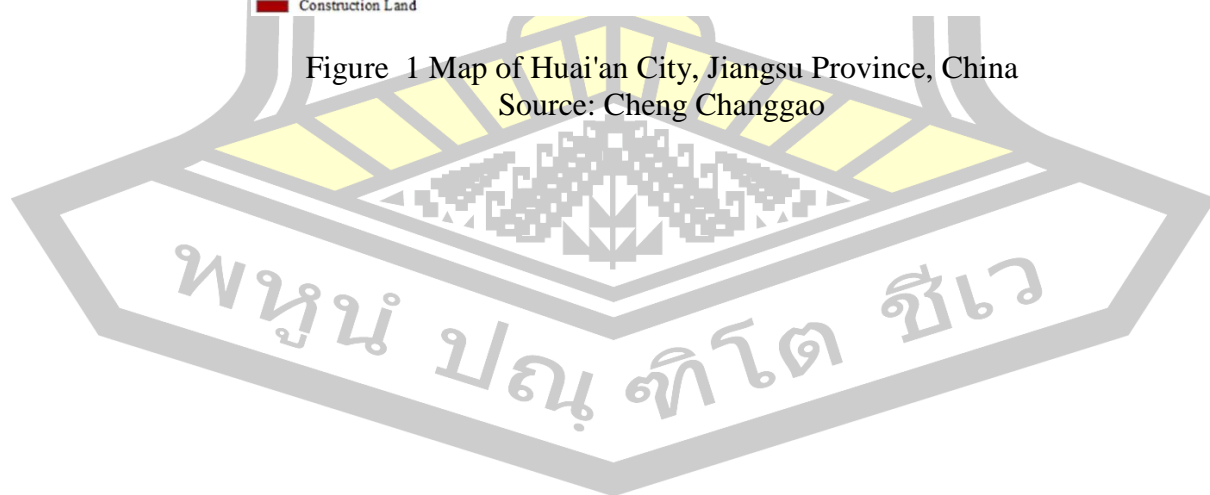 Construction Land
Figure 1 Map of Huai'an City, Jiangsu Province, China
Source: Cheng Changgao
พหูนํ ปณฺฑิโต ชีเว